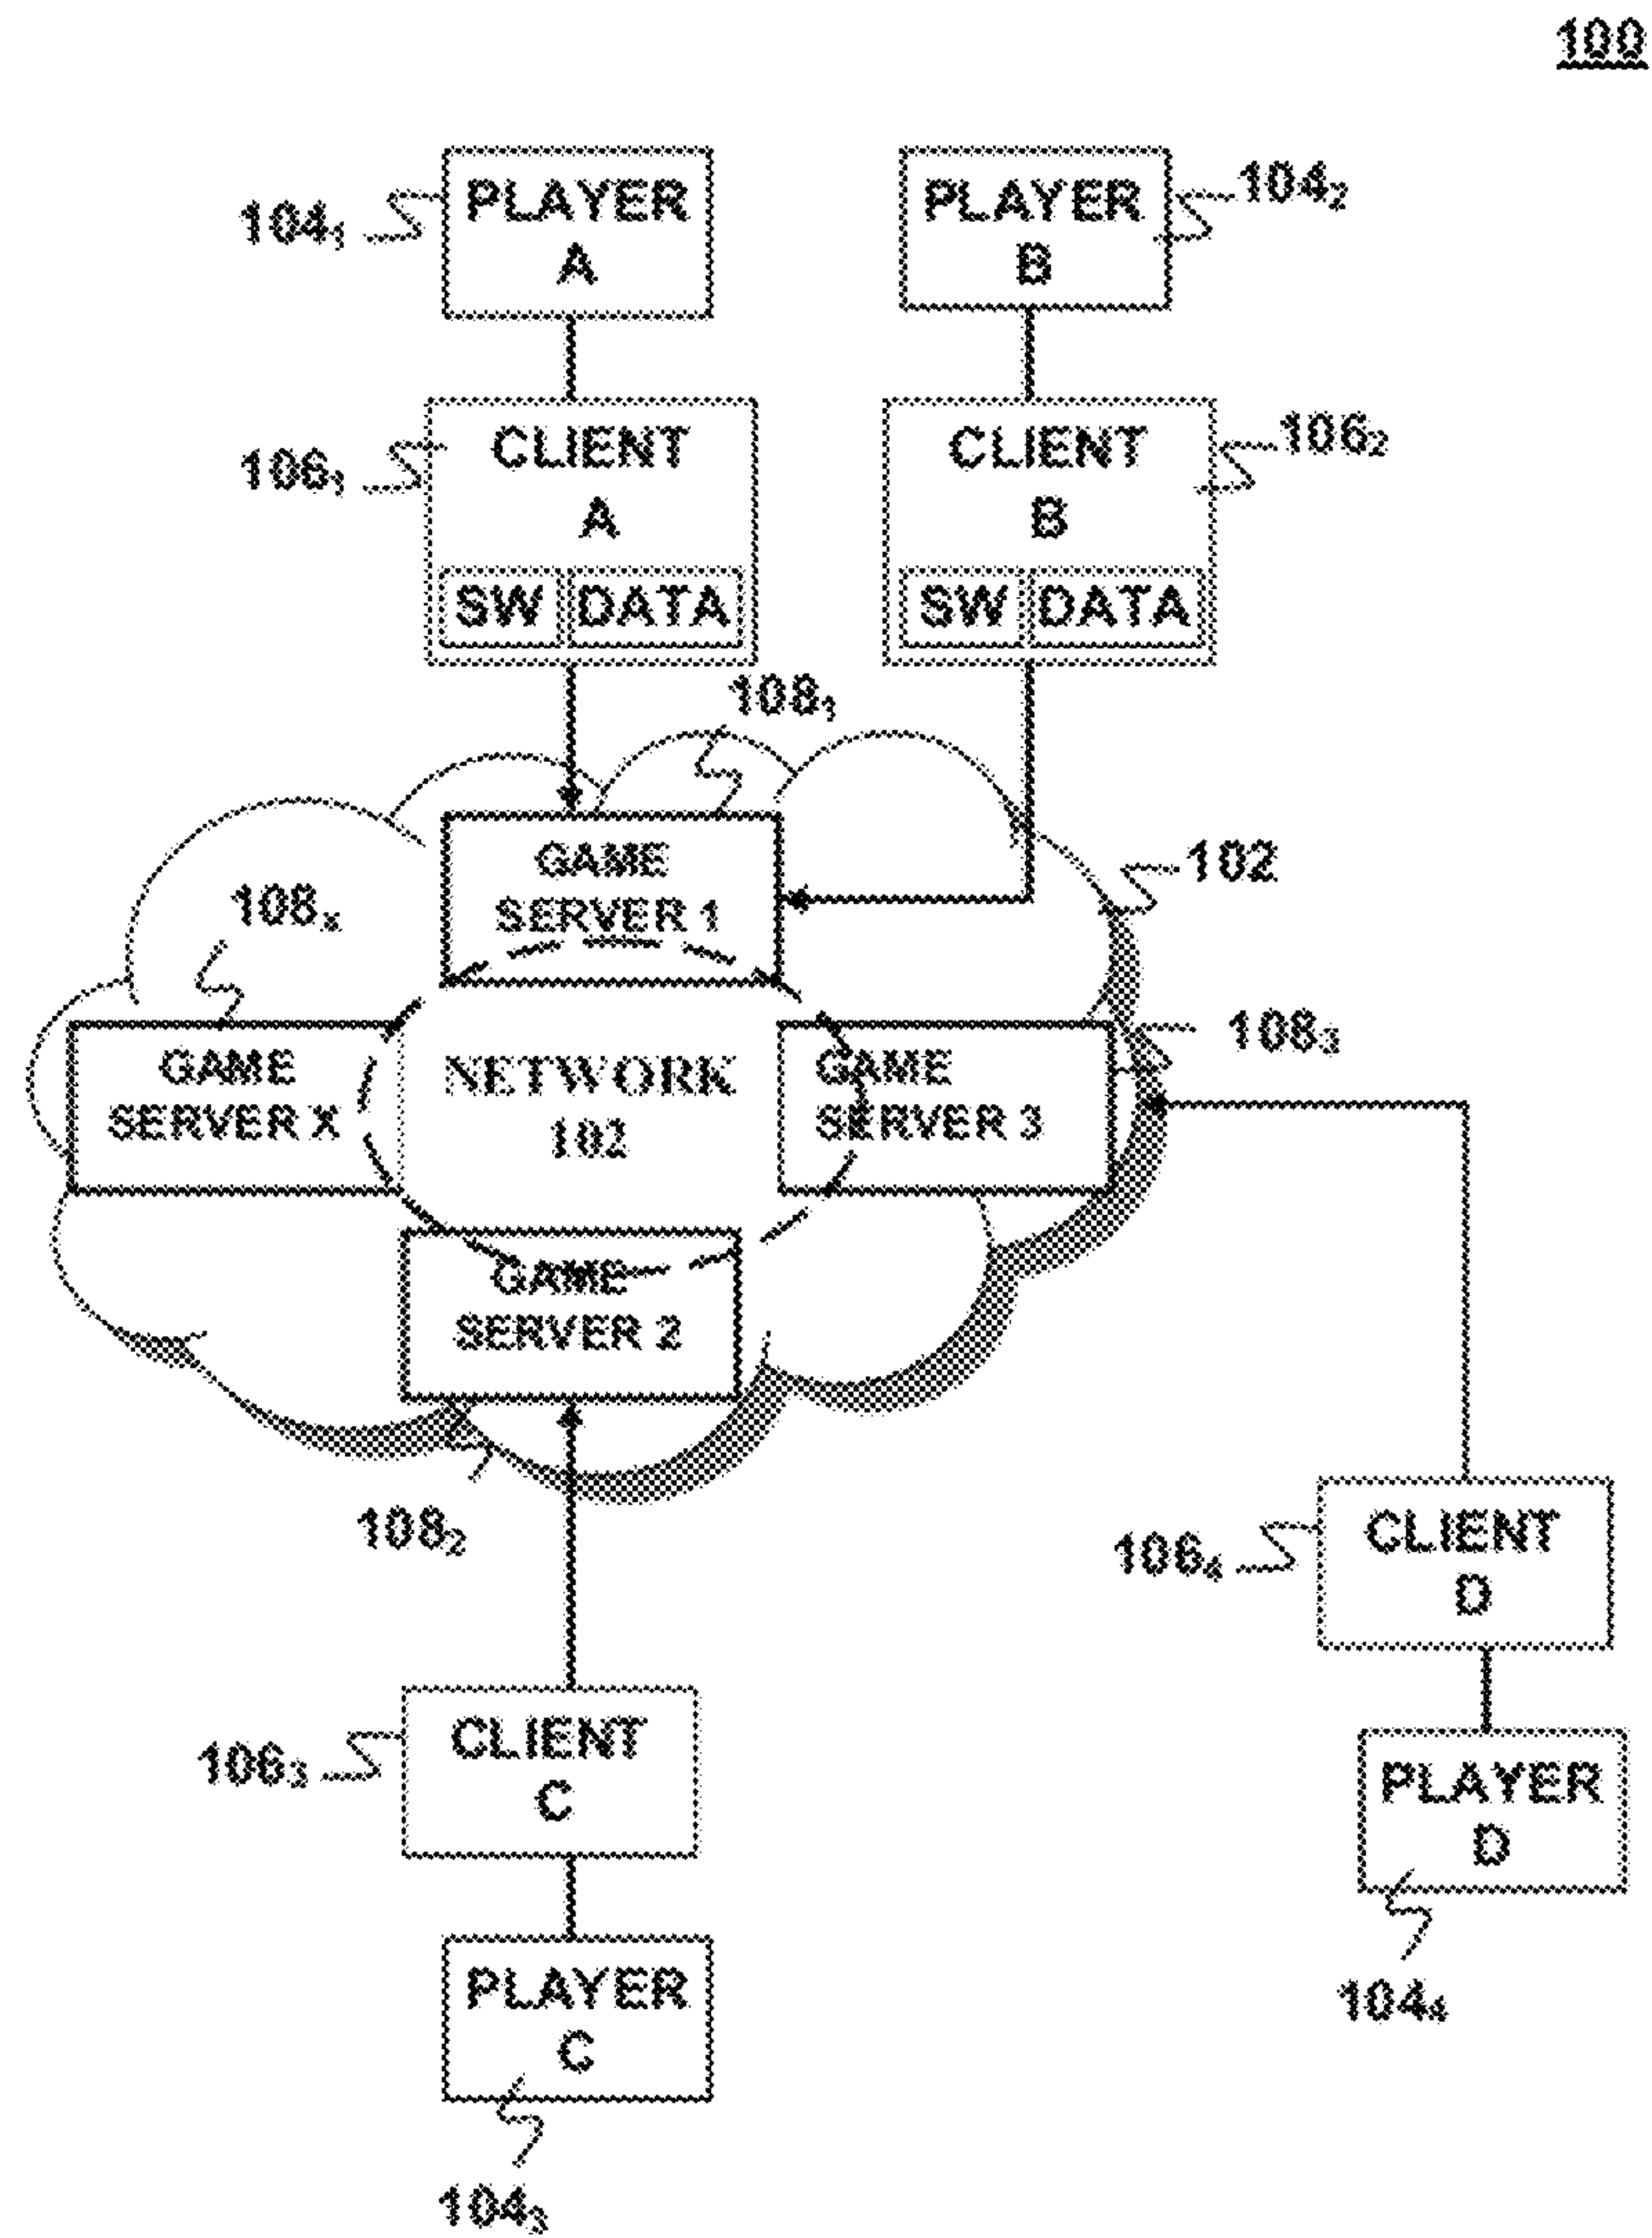 100
PLAYER
A
104₁
PLAYER
B
104₂
CLIENT
A
SW DATA
106₁
CLIENT
B
SW DATA
106₂
108₁
GAME
SERVER 1
102
108ₓ
GAME
SERVER X
NETWORK
102
GAME
SERVER 3
108₃
GAME
SERVER 2
108₂
CLIENT
D
106₄
CLIENT
C
106₃
PLAYER
D
104₄
PLAYER
C
104₃